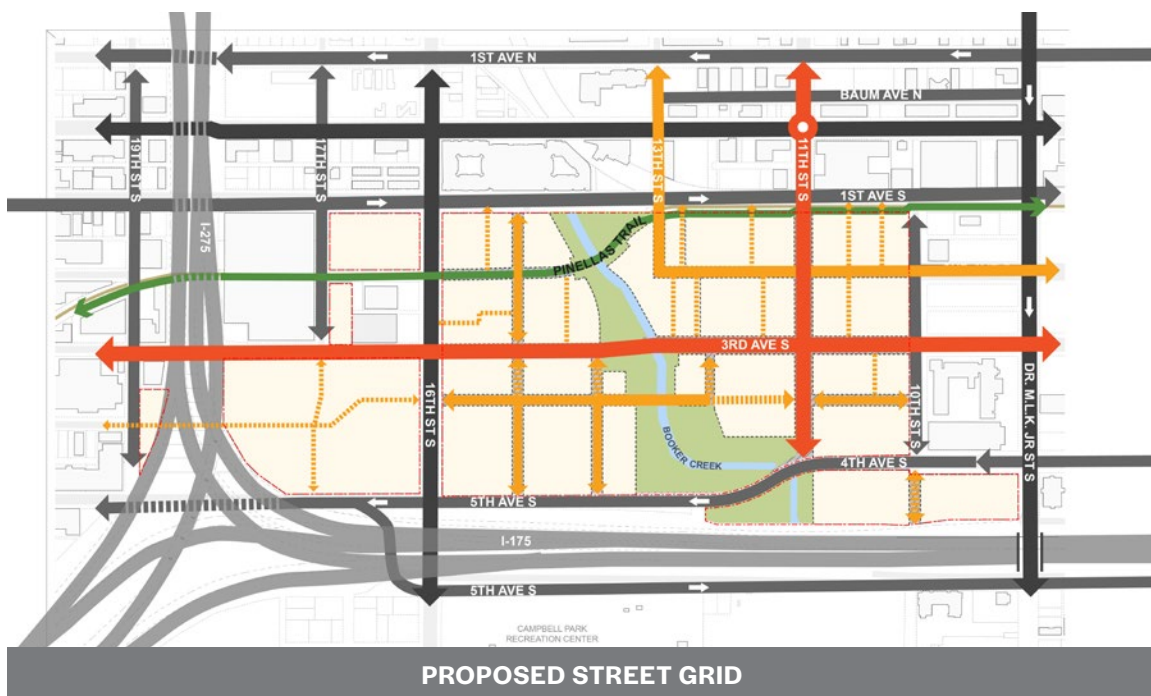 1ST AVE N
BAUM AVE N
19TH ST S
17TH ST S
13TH ST S
11TH ST S
1ST AVE S
I-275
PINELLAS TRAIL
3RD AVE S
16TH ST S
10TH ST S
DR. M.L.K. JR ST S
BOOKER CREEK
4TH AVE S
5TH AVE S
I-175
5TH AVE S
CAMPBELL PARK
RECREATION CENTER
PROPOSED STREET GRID